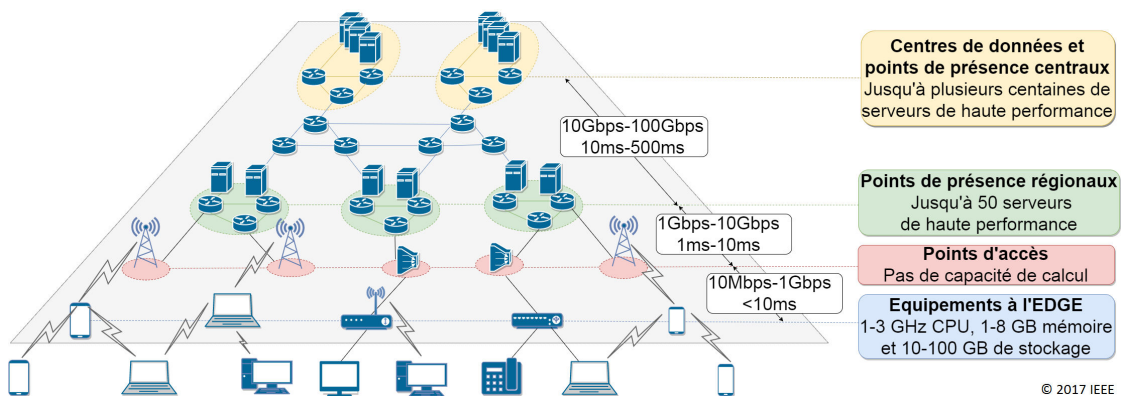 Centres de données et
points de présence centraux
Jusqu'à plusieurs centaines de
serveurs de haute performance
10Gbps-100Gbps
10ms-500ms
Points de présence régionaux
Jusqu'à 50 serveurs
de haute performance
1Gbps-10Gbps
1ms-10ms
Points d'accès
Pas de capacité de calcul
10Mbps-1Gbps
<10ms
Equipements à l'EDGE
1-3 GHz CPU, 1-8 GB mémoire
et 10-100 GB de stockage
© 2017 IEEE